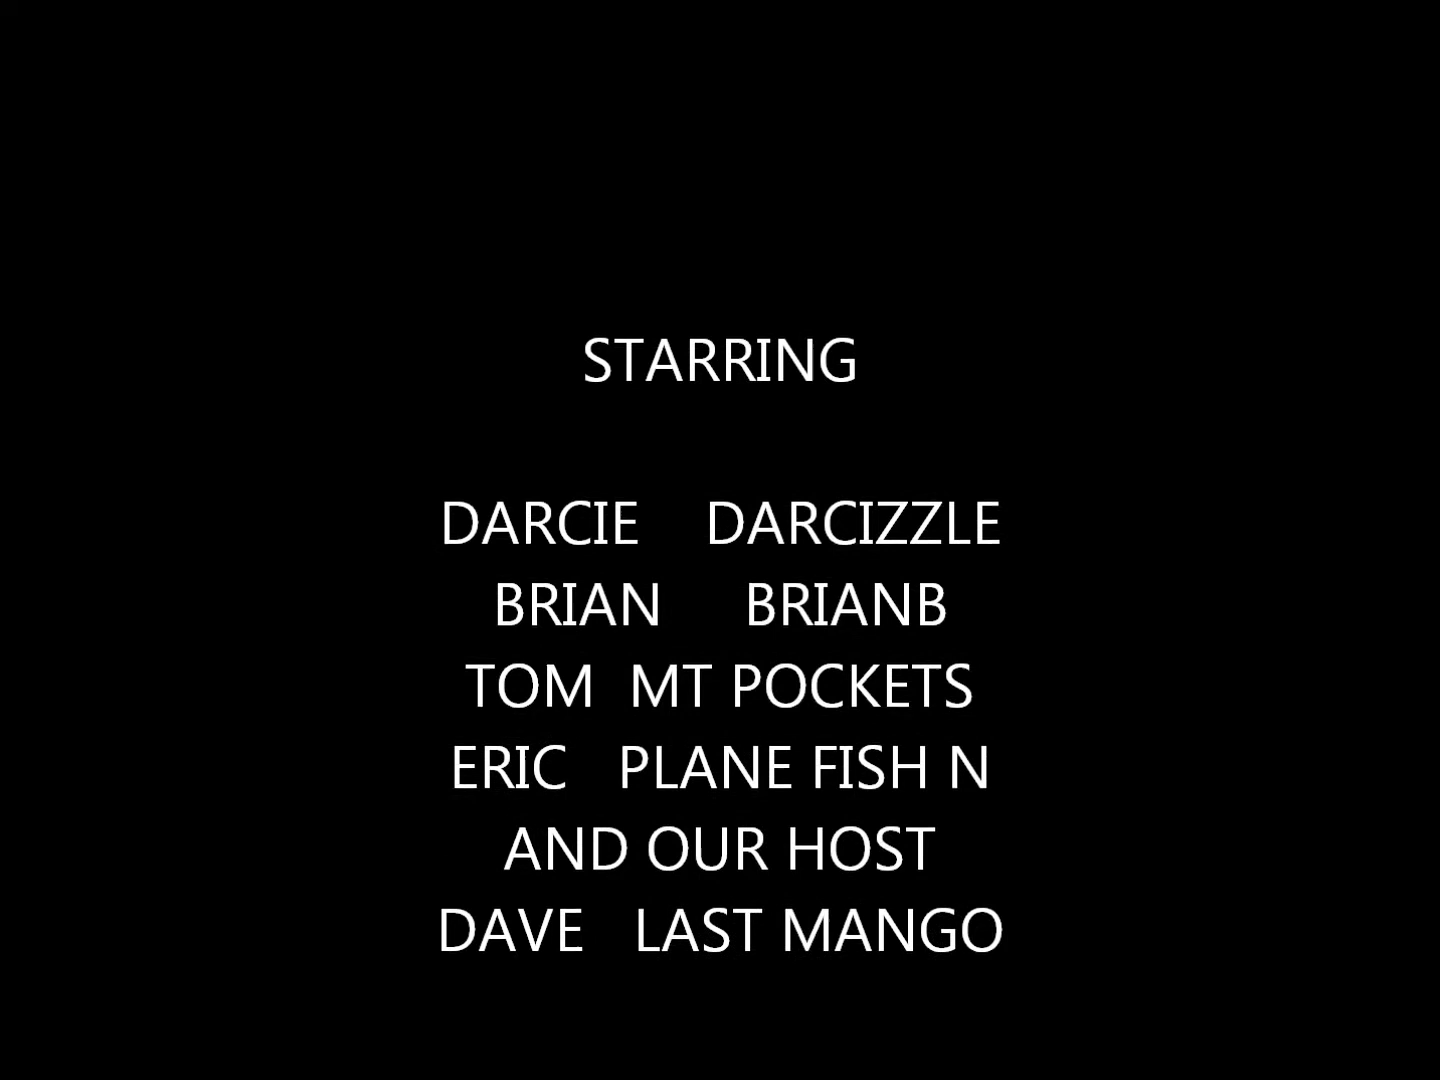 STARRING
DARCIE DARCIZZLE
BRIAN BRIANB
TOM MT POCKETS
ERIC PLANE FISH N
AND OUR HOST
DAVE LAST MANGO